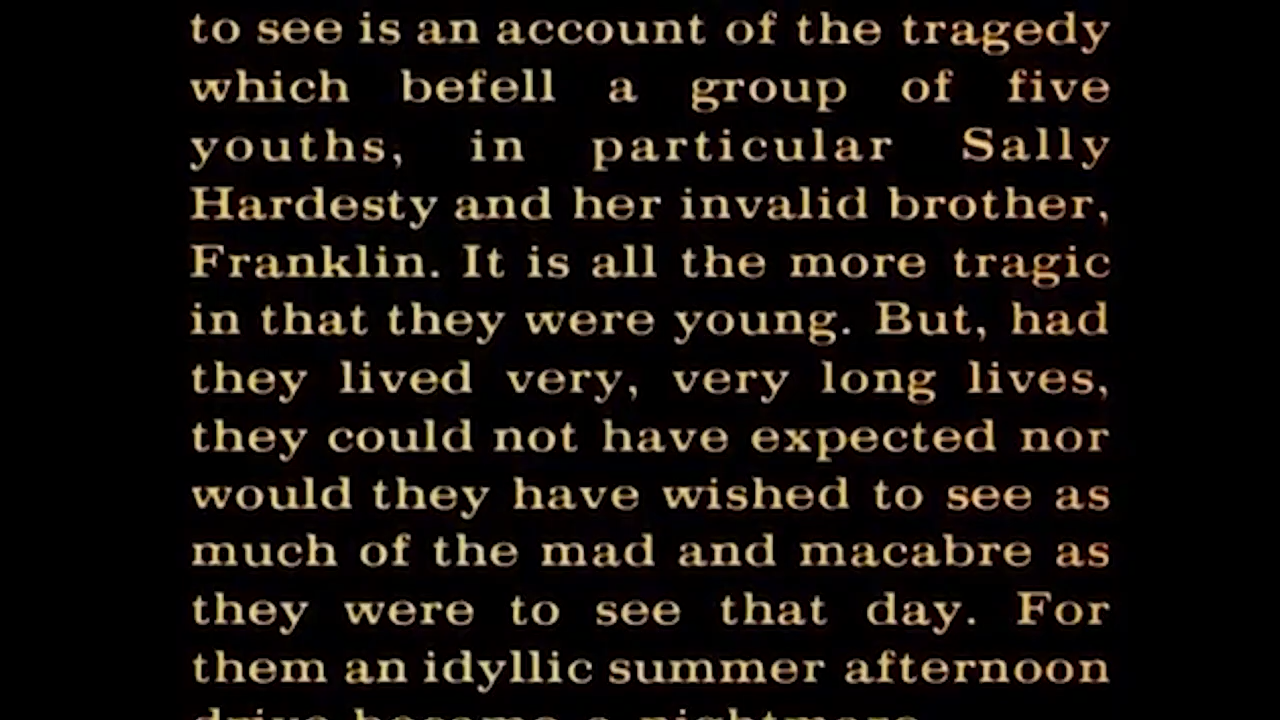 to see is an account of the tragedy
which befell a group of five
youths, in particular Sally
Hardesty and her invalid brother,
Franklin. It is all the more tragic
in that they were young. But, had
they lived very, very long lives,
they could not have expected nor
would they have wished to see as
much of the mad and macabre as
they were to see that day. For
them an idyllic summer afternoon
drive became a nightmare.